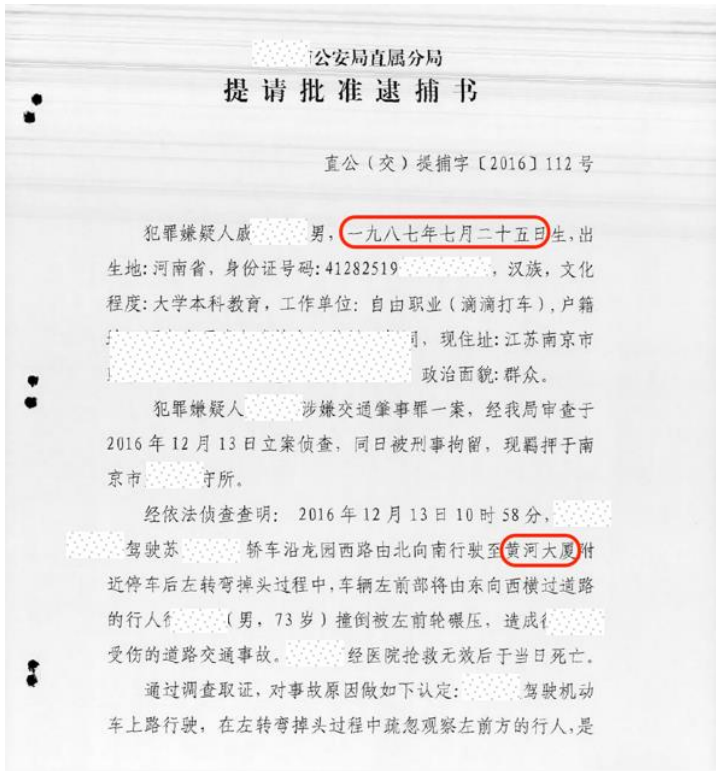 公安局直属分局
提请批准逮捕书
直公（交）提捕字〔2016〕112号
犯罪嫌疑人戚 男，一九八七年七月二十五日生，出
生地：河南省，身份证号码：41282519 ，汉族，文化
程度：大学本科教育，工作单位：自由职业（滴滴打车），户籍
，现住址：江苏南京市
政治面貌：群众。
犯罪嫌疑人 涉嫌交通肇事罪一案，经我局审查于
2016年12月13日立案侦查，同日被刑事拘留，现羁押于南
京市 守所。
经依法侦查查明： 2016年12月13日10时58分，
驾驶苏 轿车沿龙园西路由北向南行驶至黄河大厦附
近停车后左转弯掉头过程中，车辆左前部将由东向西横过道路
的行人 （男，73岁）撞倒被左前轮碾压，造成
受伤的道路交通事故。 经医院抢救无效后于当日死亡。
通过调查取证，对事故原因做如下认定： 驾驶机动
车上路行驶，在左转弯掉头过程中疏忽观察左前方的行人，是